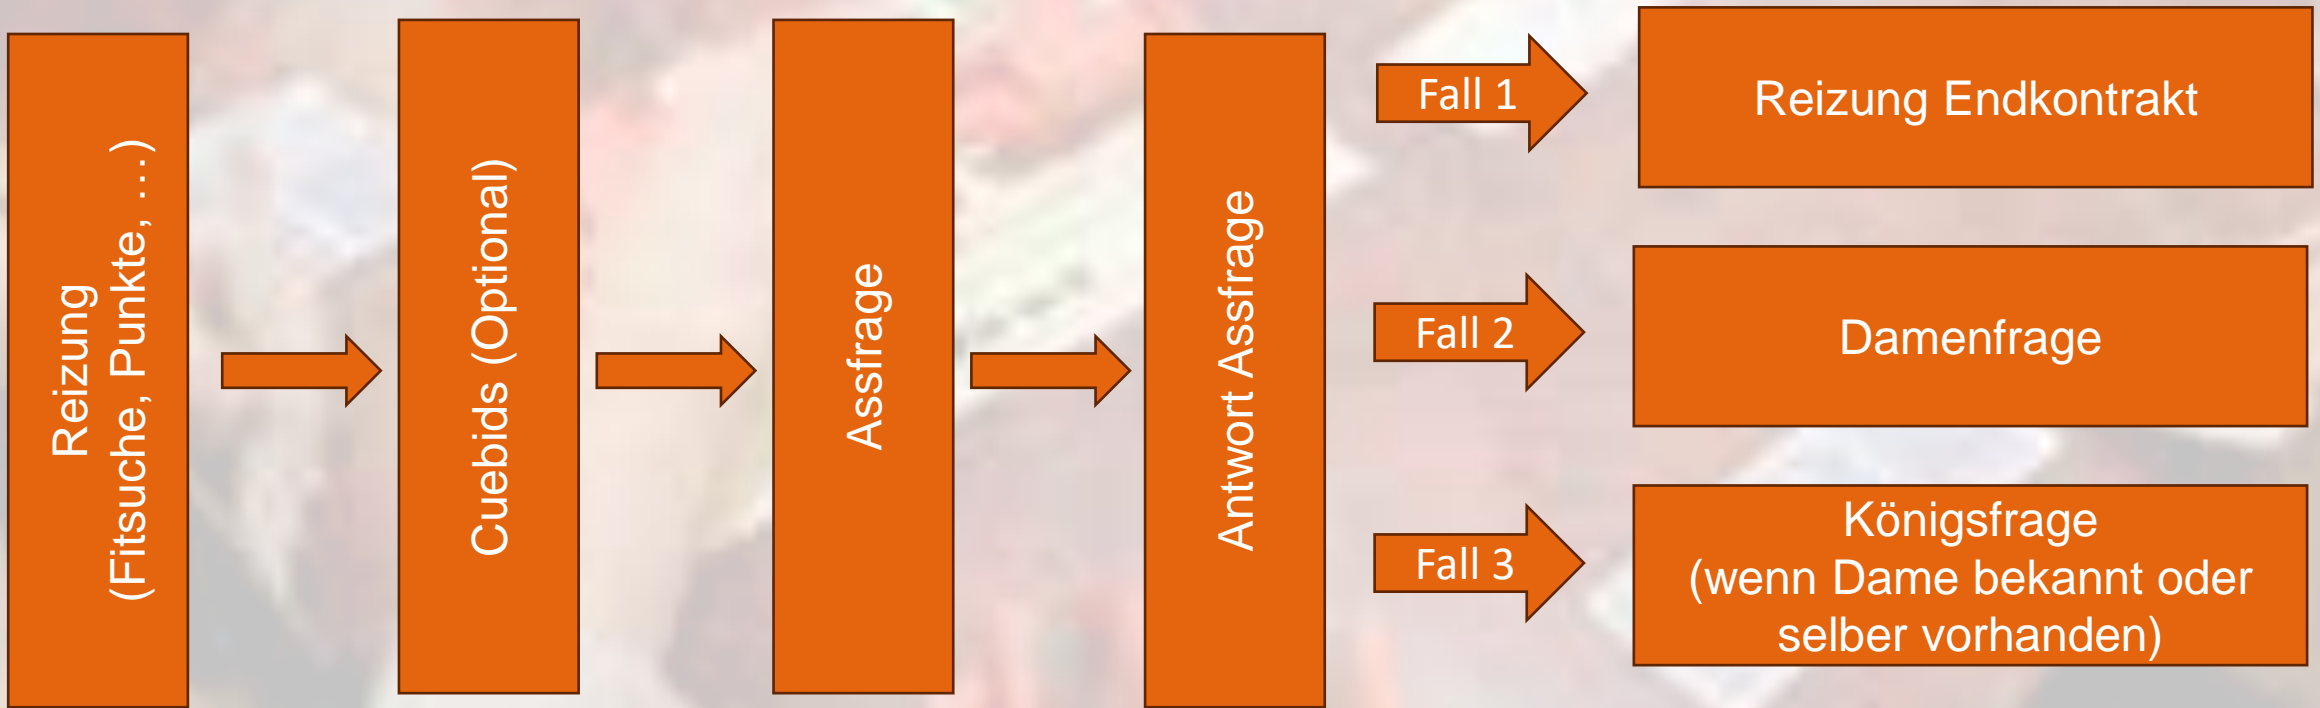 Reizung
(Fitsuche, Punkte, …)
Cuebids (Optional)
Assfrage
Antwort Assfrage
Fall 1
Reizung Endkontrakt
Fall 2
Damenfrage
Fall 3
Königsfrage
(wenn Dame bekannt oder
selber vorhanden)